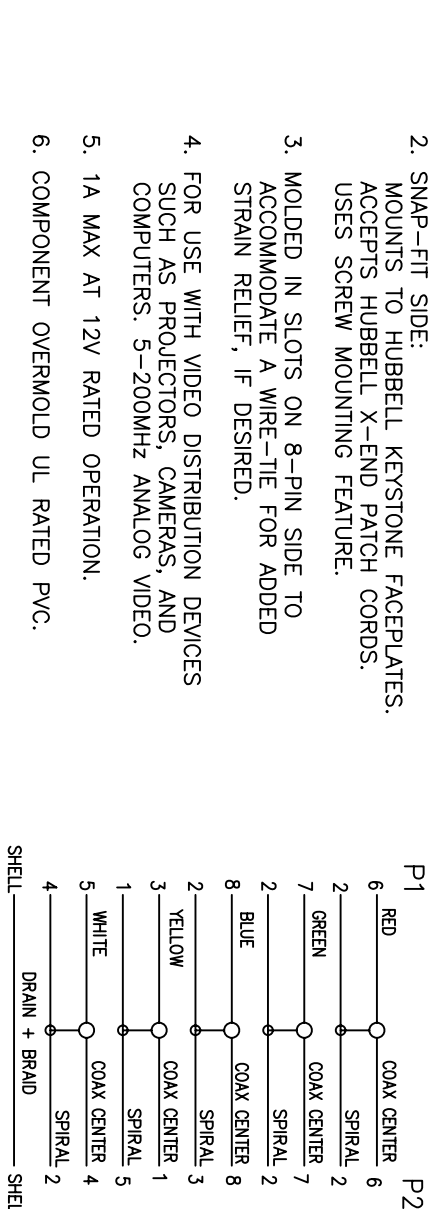 2. SNAP-FIT SIDE:
MOUNTS TO HUBBELL KEYSTONE FACEPLATES.
ACCEPTS HUBBELL X-END PATCH CORDS.
USES SCREW MOUNTING FEATURE.
3. MOLDED IN SLOTS ON 8-PIN SIDE TO
ACCOMMODATE A WIRE-TIE FOR ADDED
STRAIN RELIEF, IF DESIRED.
4. FOR USE WITH VIDEO DISTRIBUTION DEVICES
SUCH AS PROJECTORS, CAMERAS, AND
COMPUTERS. 5-200MHz ANALOG VIDEO.
5. 1A MAX AT 12V RATED OPERATION.
6. COMPONENT OVERMOLD UL RATED PVC.
P1 P2
6 RED COAX CENTER 6
2 SPIRAL 2
7 GREEN COAX CENTER 7
2 SPIRAL 2
8 BLUE COAX CENTER 8
2 SPIRAL 3
3 YELLOW COAX CENTER 1
1 SPIRAL 5
5 WHITE COAX CENTER 4
4 SPIRAL 2
SHELL DRAIN + BRAID SHEL